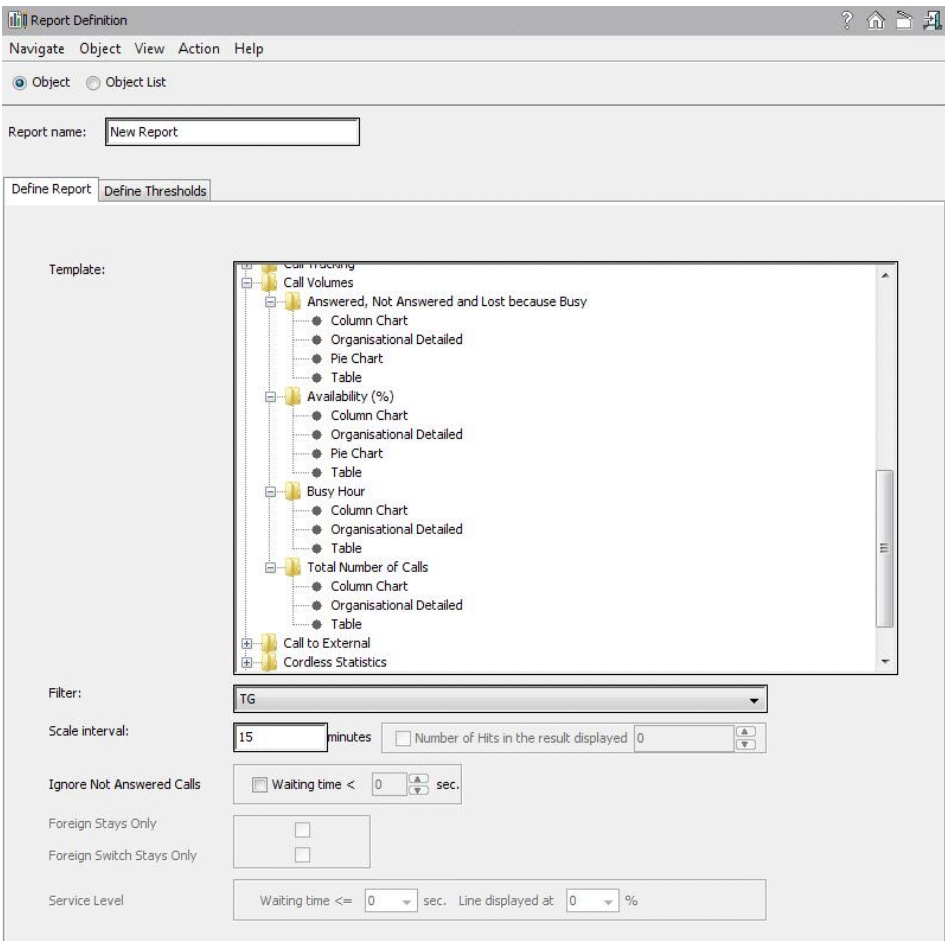 Report Definition
Navigate Object View Action Help
Object Object List
Report name: New Report
Define Report Define Thresholds
Template:
Call Tracking
Call Volumes
Answered, Not Answered and Lost because Busy
Column Chart
Organisational Detailed
Pie Chart
Table
Availability (%)
Column Chart
Organisational Detailed
Pie Chart
Table
Busy Hour
Column Chart
Organisational Detailed
Table
Total Number of Calls
Column Chart
Organisational Detailed
Table
Call to External
Cordless Statistics
Filter: TG
Scale interval: 15 minutes Number of Hits in the result displayed 0
Ignore Not Answered Calls Waiting time < 0 sec.
Foreign Stays Only
Foreign Switch Stays Only
Service Level Waiting time <= 0 sec. Line displayed at 0 %